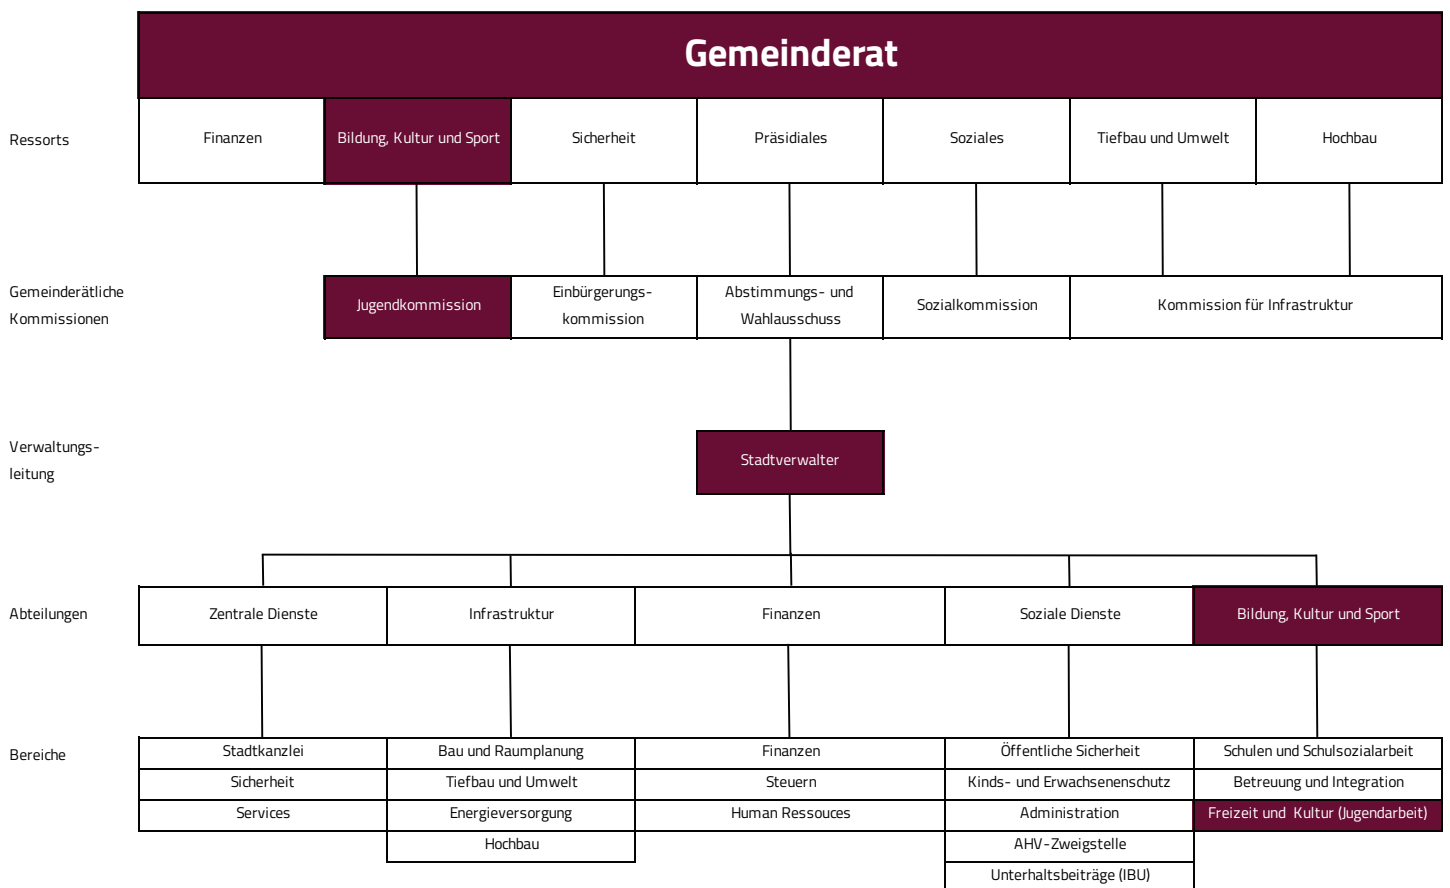 Gemeinderat
Ressorts
Finanzen
Bildung, Kultur und Sport
Sicherheit
Präsidiales
Soziales
Tiefbau und Umwelt
Hochbau
Gemeinderätliche
Kommissionen
Jugendkommission
Einbürgerungs-
kommission
Abstimmungs- und
Wahlausschuss
Sozialkommission
Kommission für Infrastruktur
Verwaltungs-
leitung
Stadtverwalter
Abteilungen
Zentrale Dienste
Infrastruktur
Finanzen
Soziale Dienste
Bildung, Kultur und Sport
Bereiche
Stadtkanzlei
Sicherheit
Services
Bau und Raumplanung
Tiefbau und Umwelt
Energieversorgung
Hochbau
Finanzen
Steuern
Human Ressouces
Öffentliche Sicherheit
Kinds- und Erwachsenenschutz
Administration
AHV-Zweigstelle
Unterhaltsbeiträge (IBU)
Schulen und Schulsozialarbeit
Betreuung und Integration
Freizeit und Kultur (Jugendarbeit)